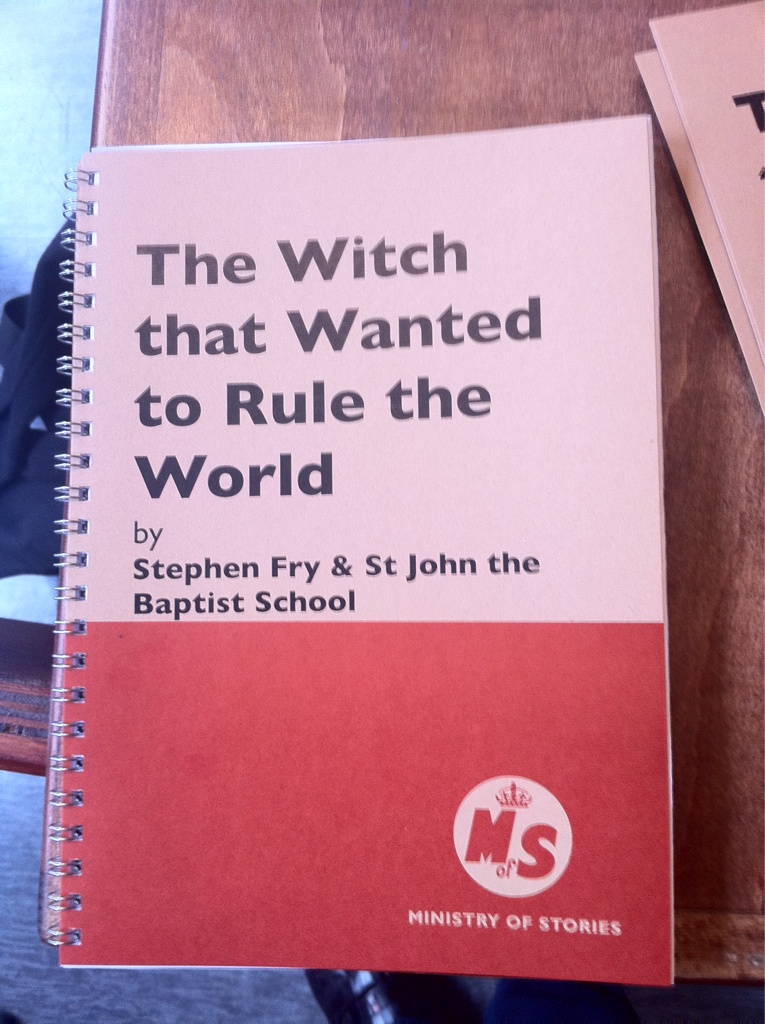 The Witch
that Wanted
to Rule the
World
by
Stephen Fry & St John the
Baptist School
M of S
MINISTRY OF STORIES
T